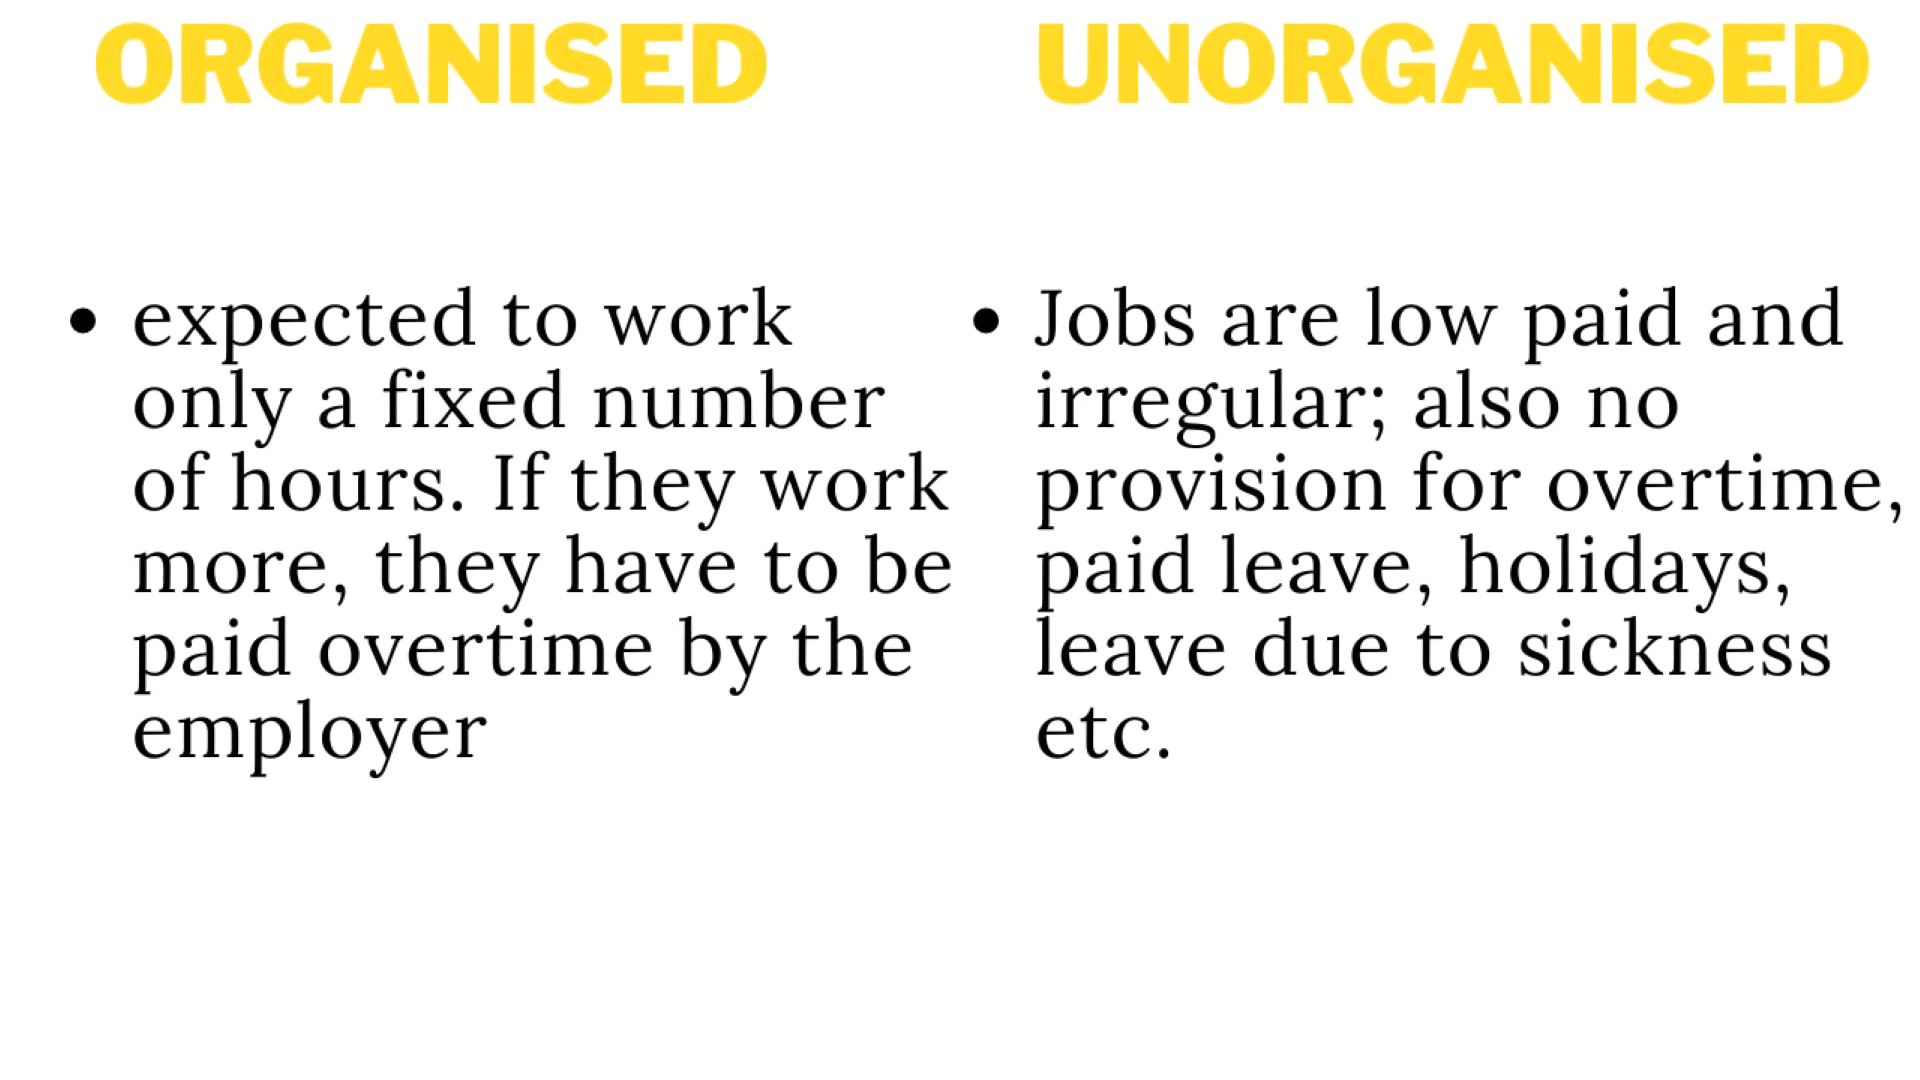 ORGANISED
UNORGANISED
• expected to work
only a fixed number
of hours. If they work
more, they have to be
paid overtime by the
employer
• Jobs are low paid and
irregular; also no
provision for overtime,
paid leave, holidays,
leave due to sickness
etc.